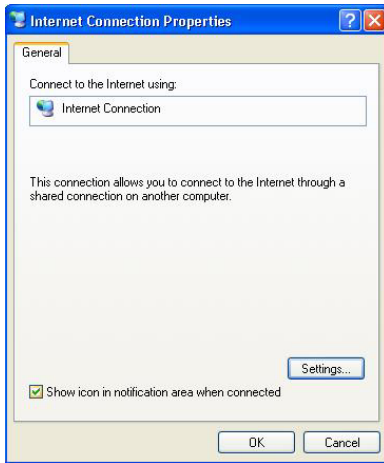 Internet Connection Properties
General
Connect to the Internet using:
Internet Connection
This connection allows you to connect to the Internet through a
shared connection on another computer.
Settings...
Show icon in notification area when connected
OK
Cancel